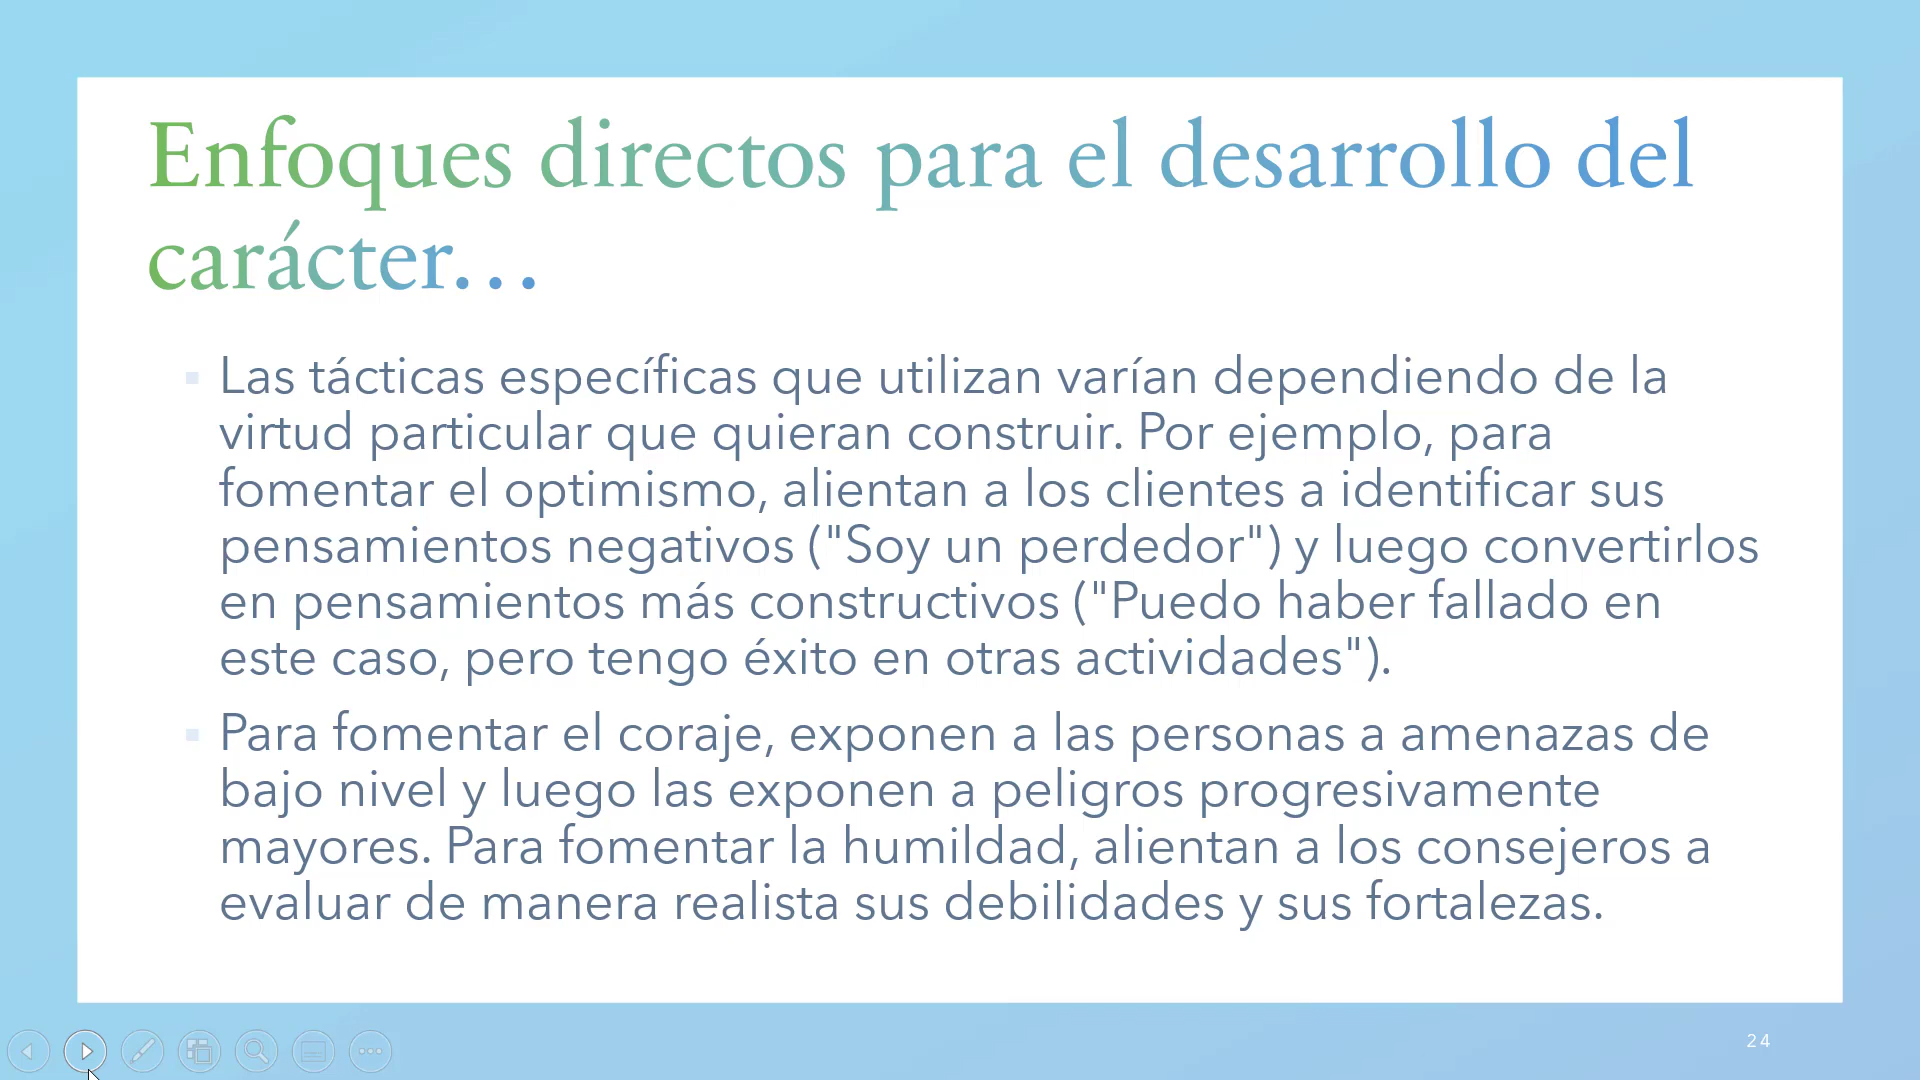 Enfoques directos para el desarrollo del
carácter...
Las tácticas específicas que utilizan varían dependiendo de la
virtud particular que quieran construir. Por ejemplo, para
fomentar el optimismo, alientan a los clientes a identificar sus
pensamientos negativos ("Soy un perdedor") y luego convertirlos
en pensamientos más constructivos ("Puedo haber fallado en
este caso, pero tengo éxito en otras actividades").
Para fomentar el coraje, exponen a las personas a amenazas de
bajo nivel y luego las exponen a peligros progresivamente
mayores. Para fomentar la humildad, alientan a los consejeros a
evaluar de manera realista sus debilidades y sus fortalezas.
24